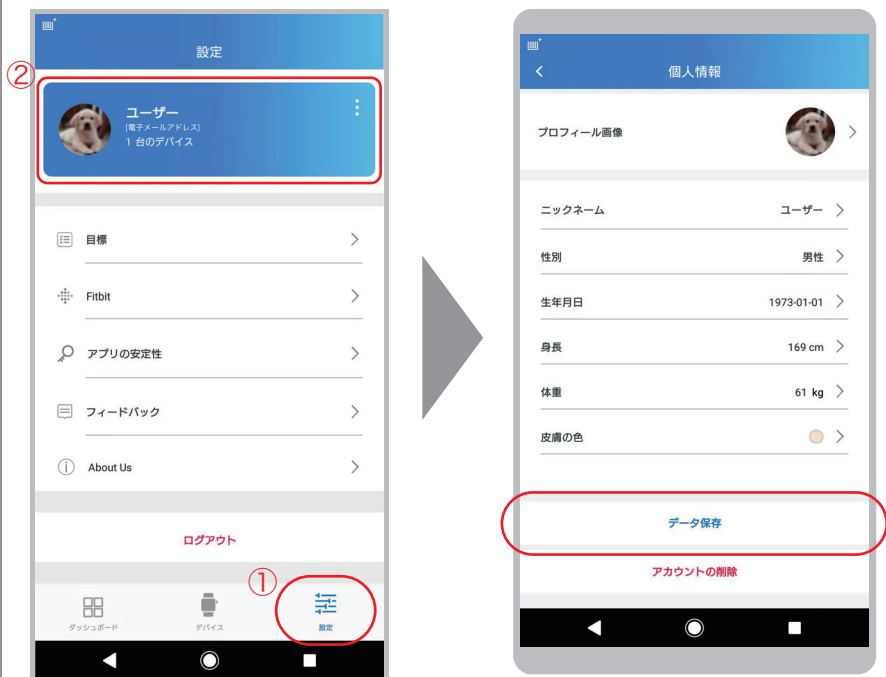 設定
②
ユーザー
[電子メールアドレス]
1 台のデバイス
目標
Fitbit
アプリの安定性
フィードバック
About Us
ログアウト
①
ダッシュボード
デバイス
設定
個人情報
プロフィール画像
ニックネーム ユーザー
性別 男性
生年月日 1973-01-01
身長 169 cm
体重 61 kg
皮膚の色
データ保存
アカウントの削除